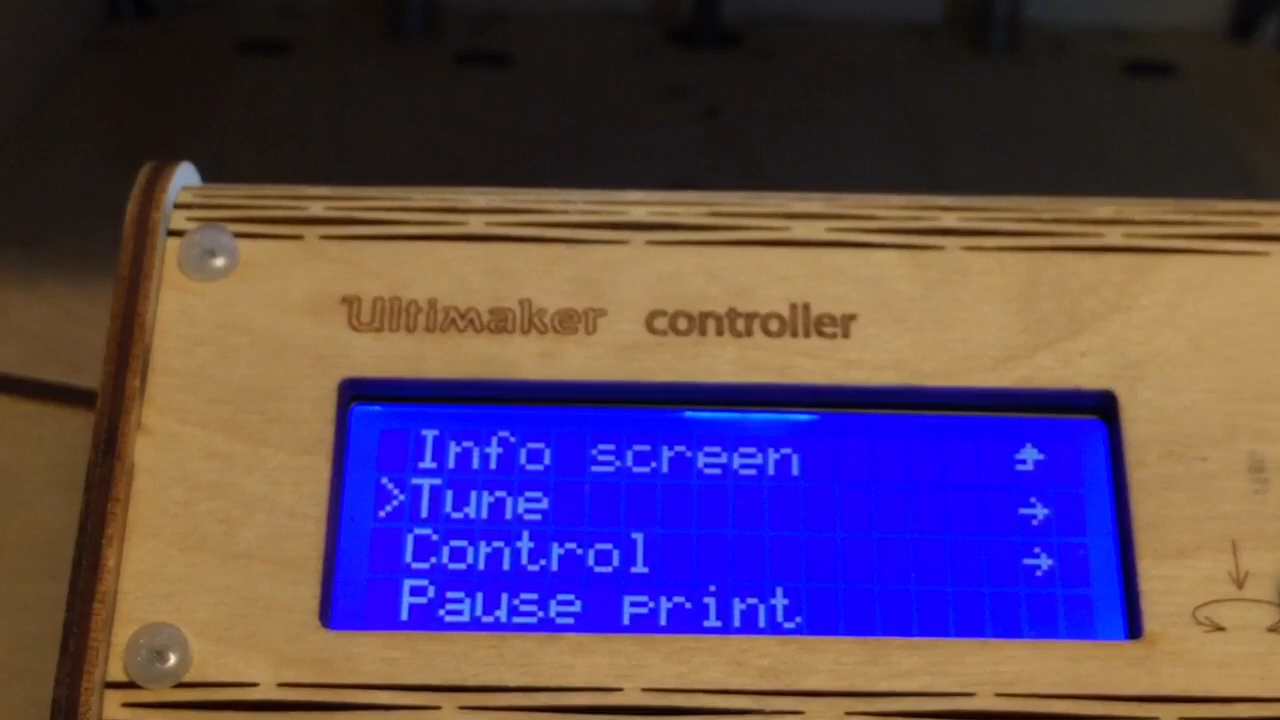 Ultimaker controller
Info screen
>Tune →
Control →
Pause print